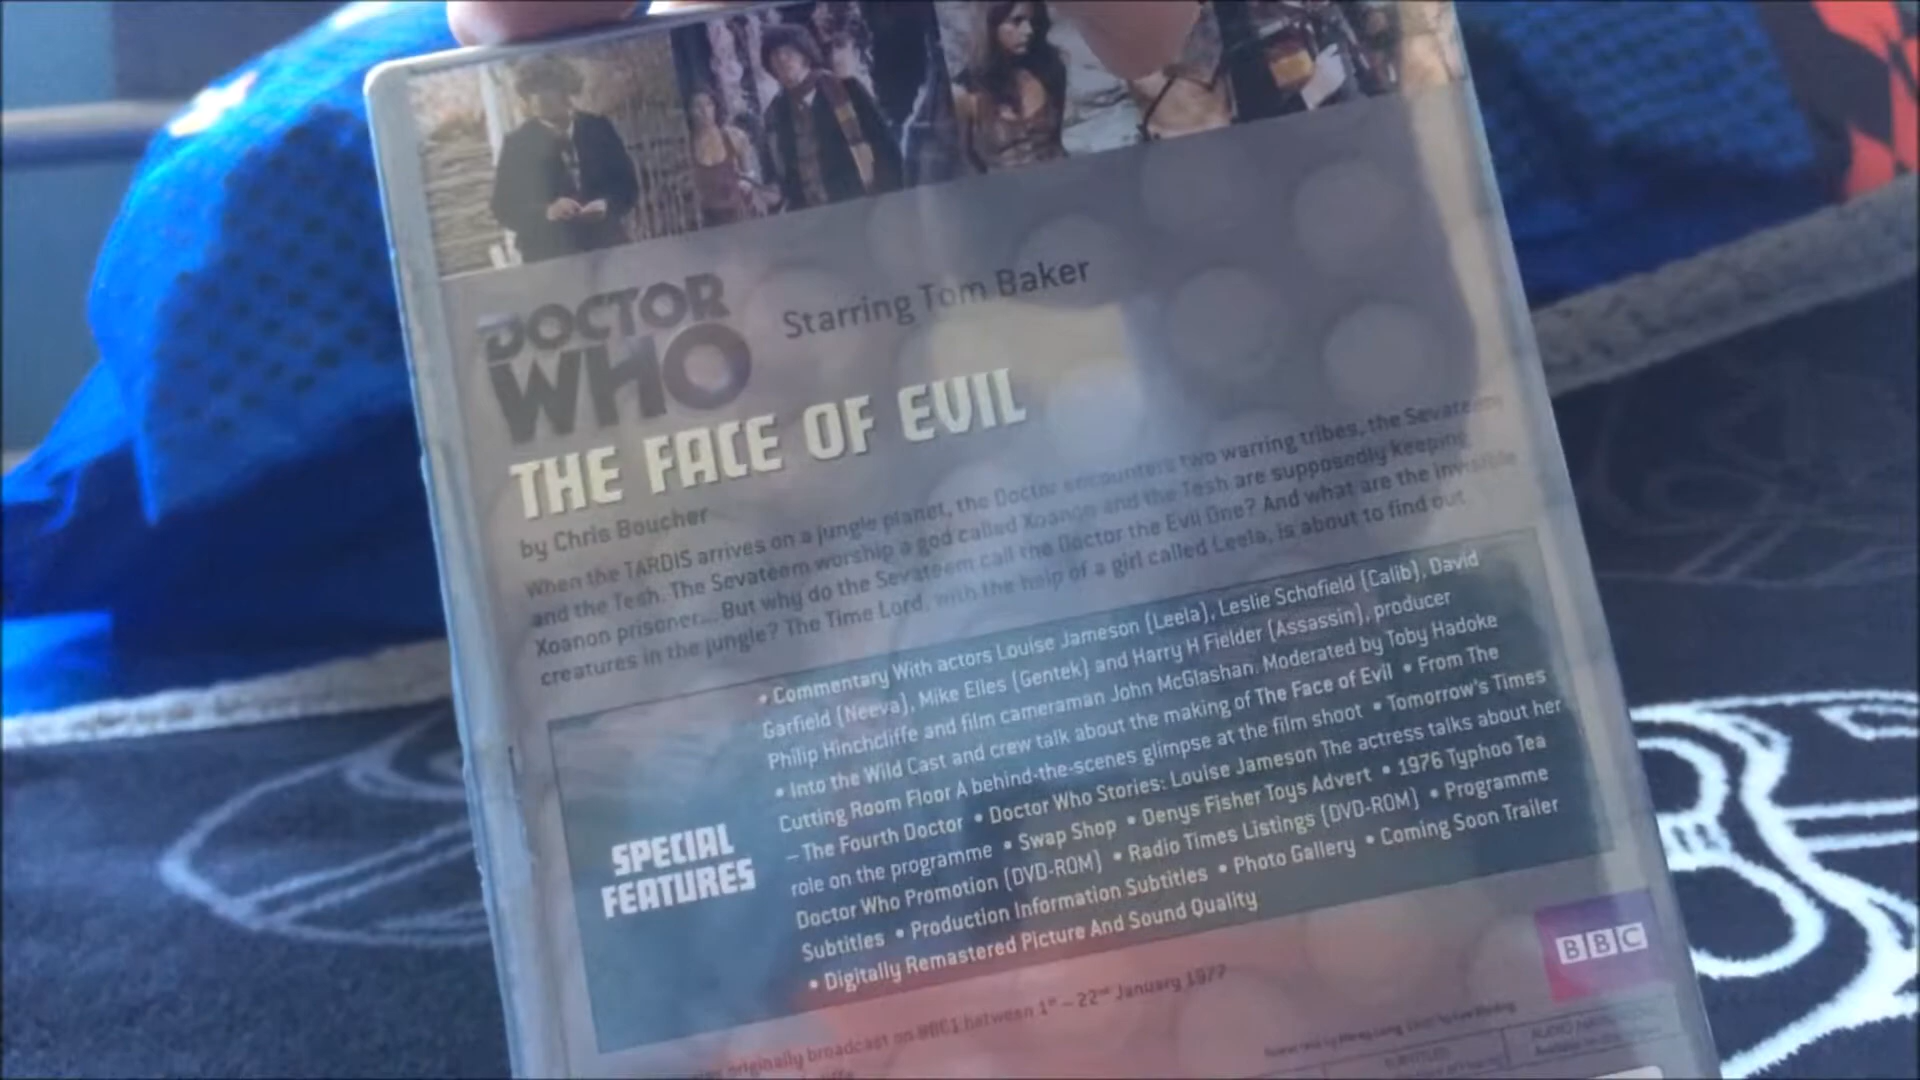 DOCTOR
WHO
Starring Tom Baker
THE FACE OF EVIL
by Chris Boucher
When the TARDIS arrives on a jungle planet, the Doctor encounters two warring tribes, the Sevateem
and the Tesh. The Sevateem worship a god called Xoanon and the Tesh are supposedly keeping
Xoanon prisoner... But why do the Sevateem call the Doctor the Evil One? And what are the invisible
creatures in the jungle? The Time Lord, with the help of a girl called Leela, is about to find out
SPECIAL
FEATURES
• Commentary With actors Louise Jameson (Leela), Leslie Schofield (Calib), David
Garfield (Neeva), Mike Elles (Gentek) and Harry H Fielder (Assassin), producer
Philip Hinchcliffe and film cameraman John McGlashan. Moderated by Toby Hadoke
• Into the Wild Cast and crew talk about the making of The Face of Evil • From The
Cutting Room Floor A behind-the-scenes glimpse at the film shoot • Tomorrow's Times
– The Fourth Doctor • Doctor Who Stories: Louise Jameson The actress talks about her
role on the programme • Swap Shop • Denys Fisher Toys Advert • 1976 Typhoo Tea
Doctor Who Promotion (DVD-ROM) • Radio Times Listings (DVD-ROM) • Programme
Subtitles • Production Information Subtitles • Photo Gallery • Coming Soon Trailer
• Digitally Remastered Picture And Sound Quality
BBC
originally broadcast on BBC1 between 1st – 22nd January 1977
SUBTITLES